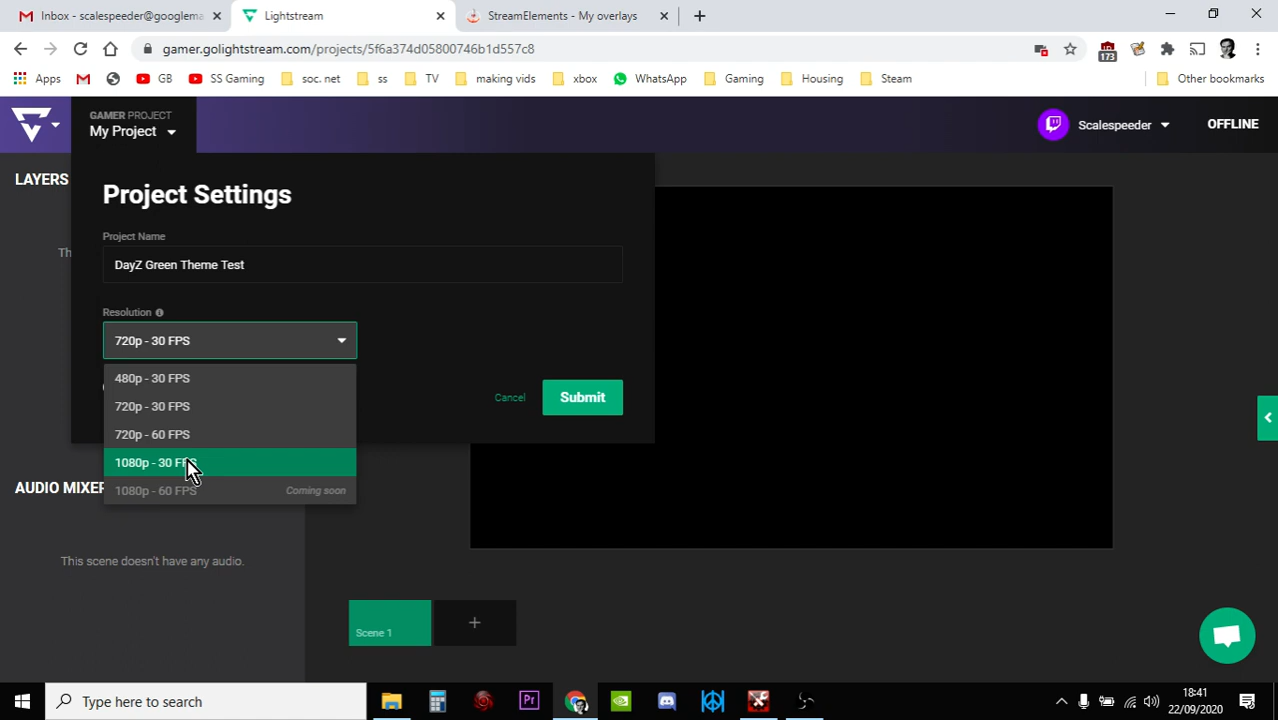 Inbox - scalespeeder@googlema
Lightstream
StreamElements - My overlays
gamer.golightstream.com/projects/5f6a374d05800746b1d557c8
173
Apps
GB
SS Gaming
soc. net
ss
TV
making vids
xbox
WhatsApp
Gaming
Housing
Steam
Other bookmarks
GAMER PROJECT
My Project
Scalespeeder
OFFLINE
LAYERS
Project Settings
Th
Project Name
DayZ Green Theme Test
Resolution
720p - 30 FPS
480p - 30 FPS
720p - 30 FPS
720p - 60 FPS
1080p - 30 FPS
1080p - 60 FPS
Coming soon
Cancel
Submit
AUDIO MIXER
This scene doesn't have any audio.
Scene 1
Type here to search
Pr
18:41
22/09/2020